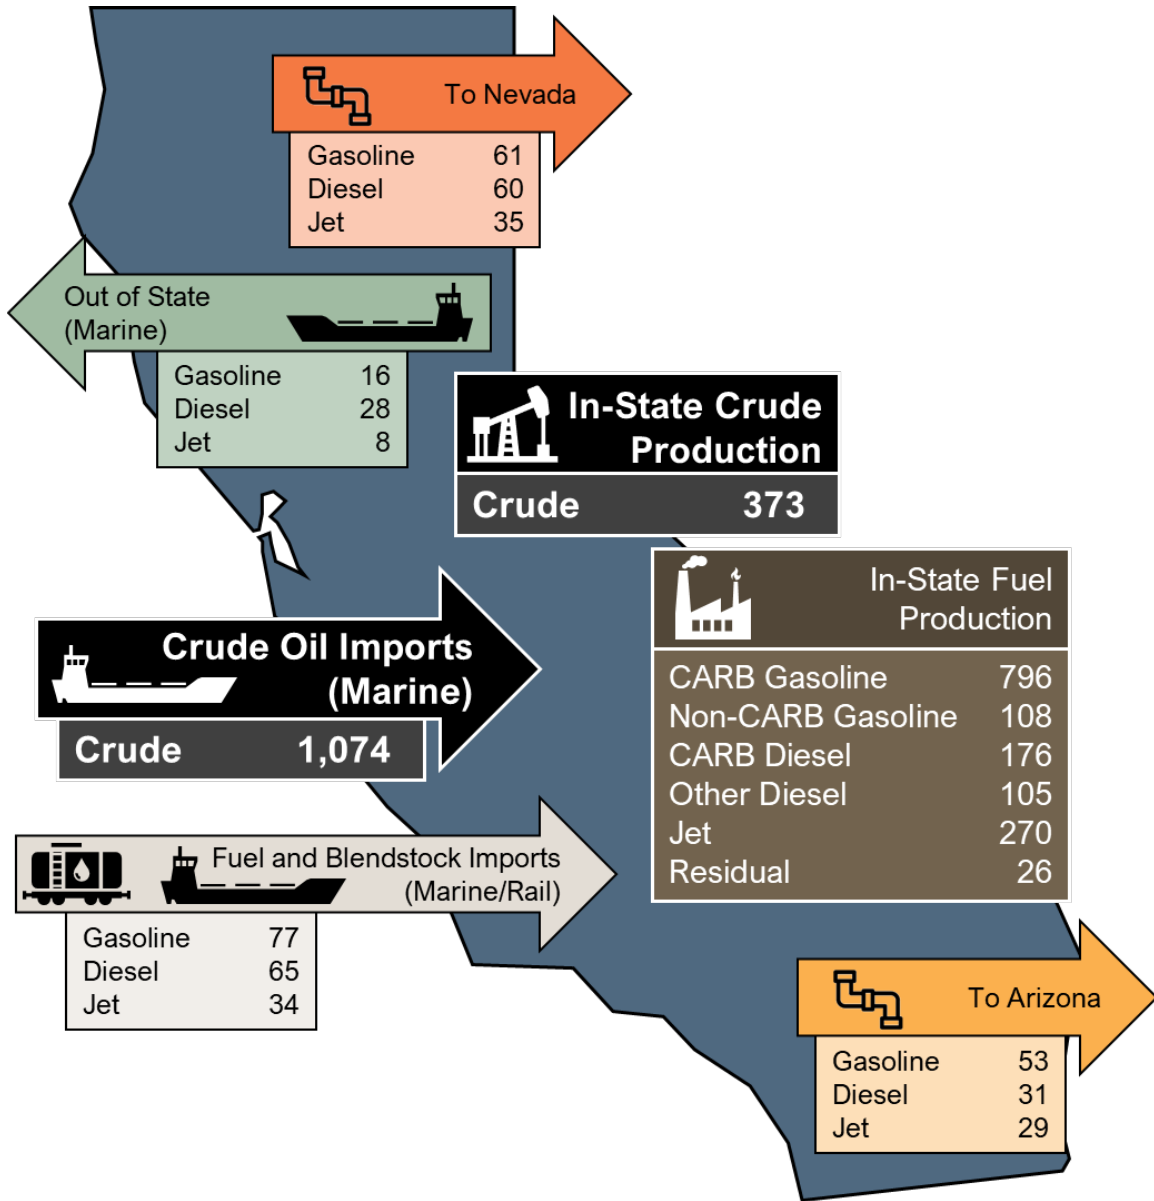 To Nevada
Gasoline 61
Diesel 60
Jet 35
Out of State
(Marine)
Gasoline 16
Diesel 28
Jet 8
In-State Crude
Production
Crude 373
In-State Fuel
Production
CARB Gasoline 796
Non-CARB Gasoline 108
CARB Diesel 176
Other Diesel 105
Jet 270
Residual 26
Crude Oil Imports
(Marine)
Crude 1,074
Fuel and Blendstock Imports
(Marine/Rail)
Gasoline 77
Diesel 65
Jet 34
To Arizona
Gasoline 53
Diesel 31
Jet 29